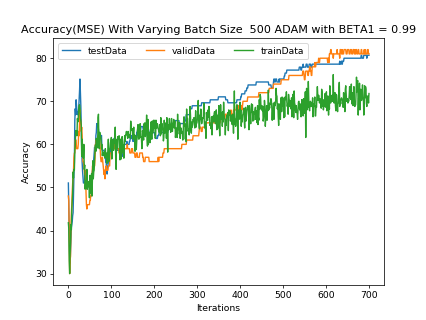 Accuracy(MSE) With Varying Batch Size  500 ADAM with BETA1 = 0.99
testData validData trainData
80
70
60
50
40
30
Accuracy
0 100 200 300 400 500 600 700
Iterations